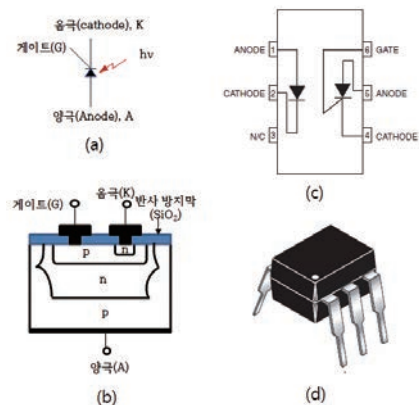 음극(cathode), K
게이트(G)
hν
양극(Anode), A
(a)
ANODE 1
CATHODE 2
N/C 3
6 GATE
5 ANODE
4 CATHODE
(c)
게이트(G)
음극(K)
반사 방지막
(SiO₂)
p
n
n
p
양극(A)
(b)
(d)